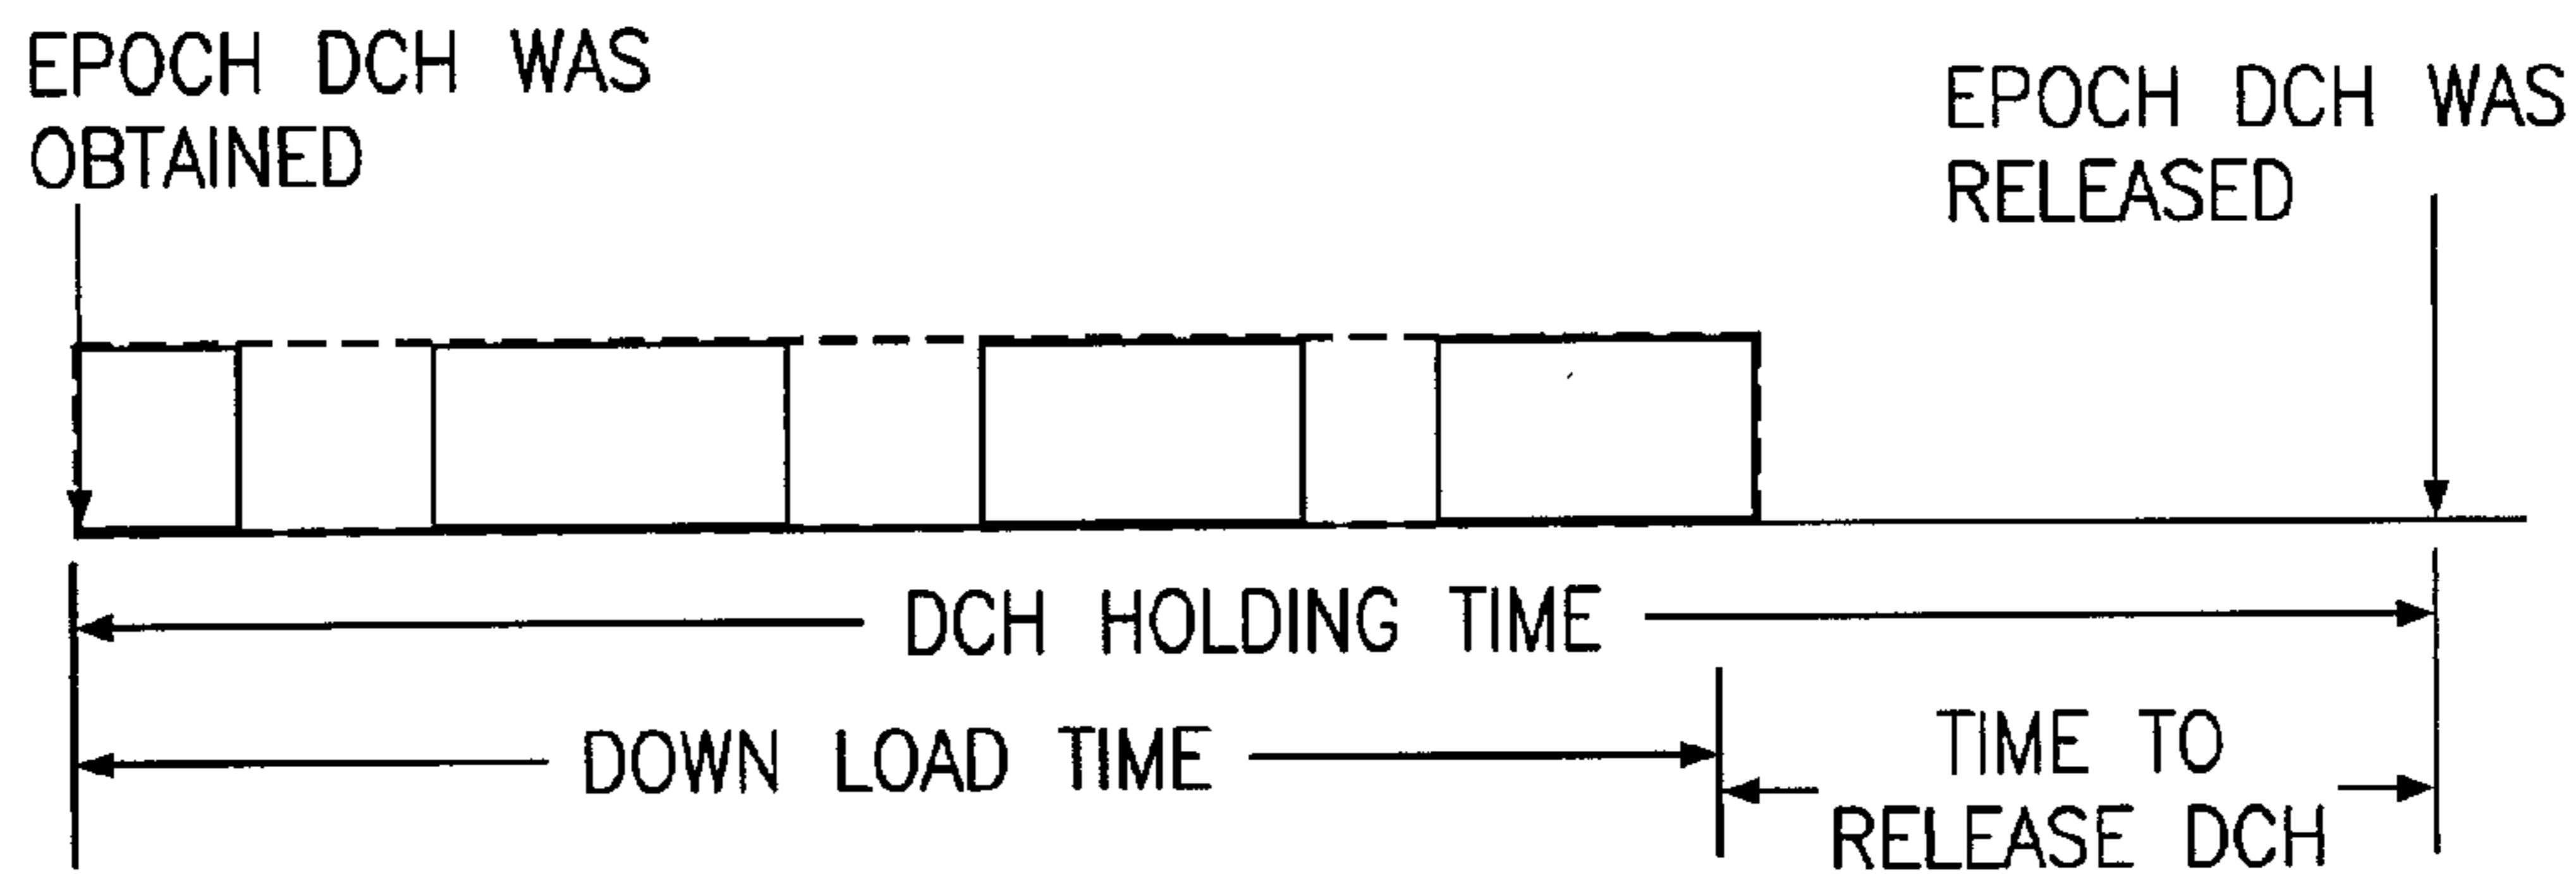 EPOCH DCH WAS
OBTAINED
EPOCH DCH WAS
RELEASED
DCH HOLDING TIME
DOWN LOAD TIME
TIME TO
RELEASE DCH